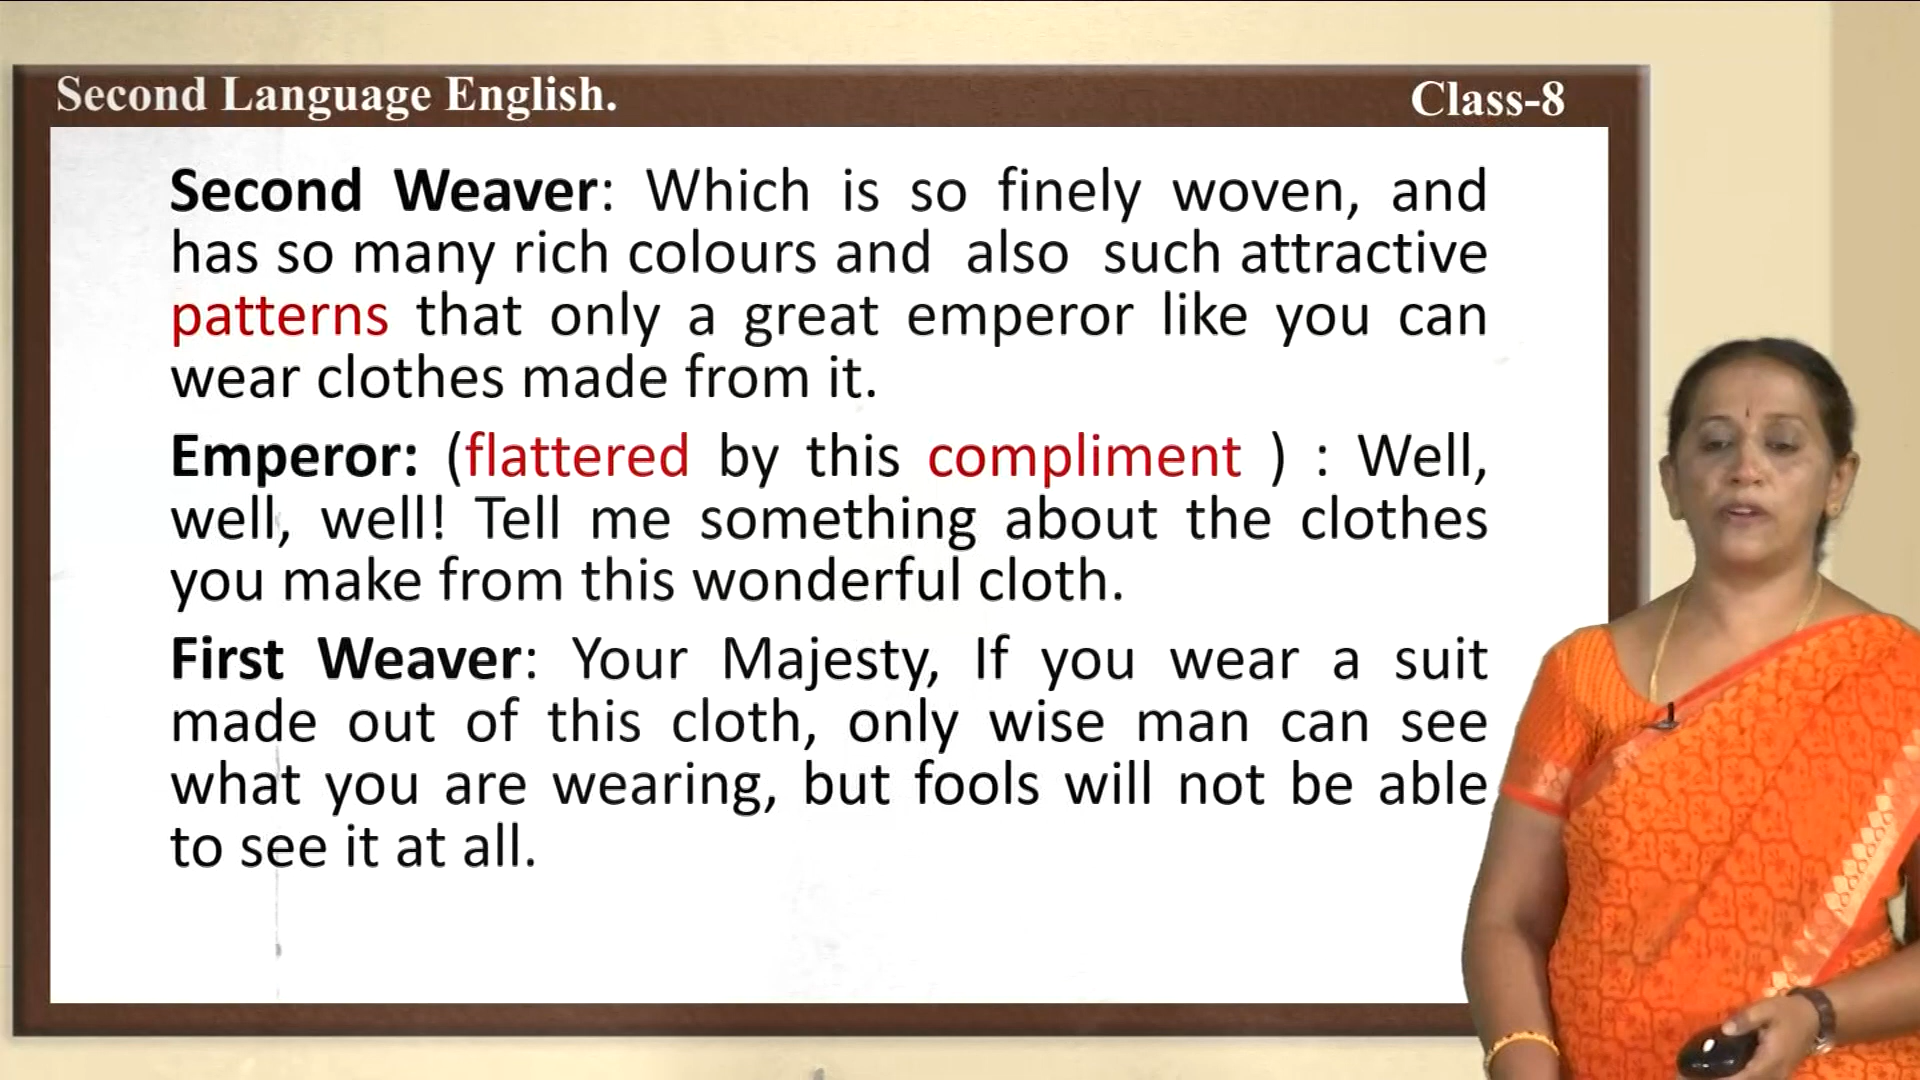 Second Language English.
Class-8
Second Weaver: Which is so finely woven, and
has so many rich colours and also such attractive
patterns that only a great emperor like you can
wear clothes made from it.
Emperor: (flattered by this compliment ) : Well,
well, well! Tell me something about the clothes
you make from this wonderful cloth.
First Weaver: Your Majesty, If you wear a suit
made out of this cloth, only wise man can see
what you are wearing, but fools will not be able
to see it at all.